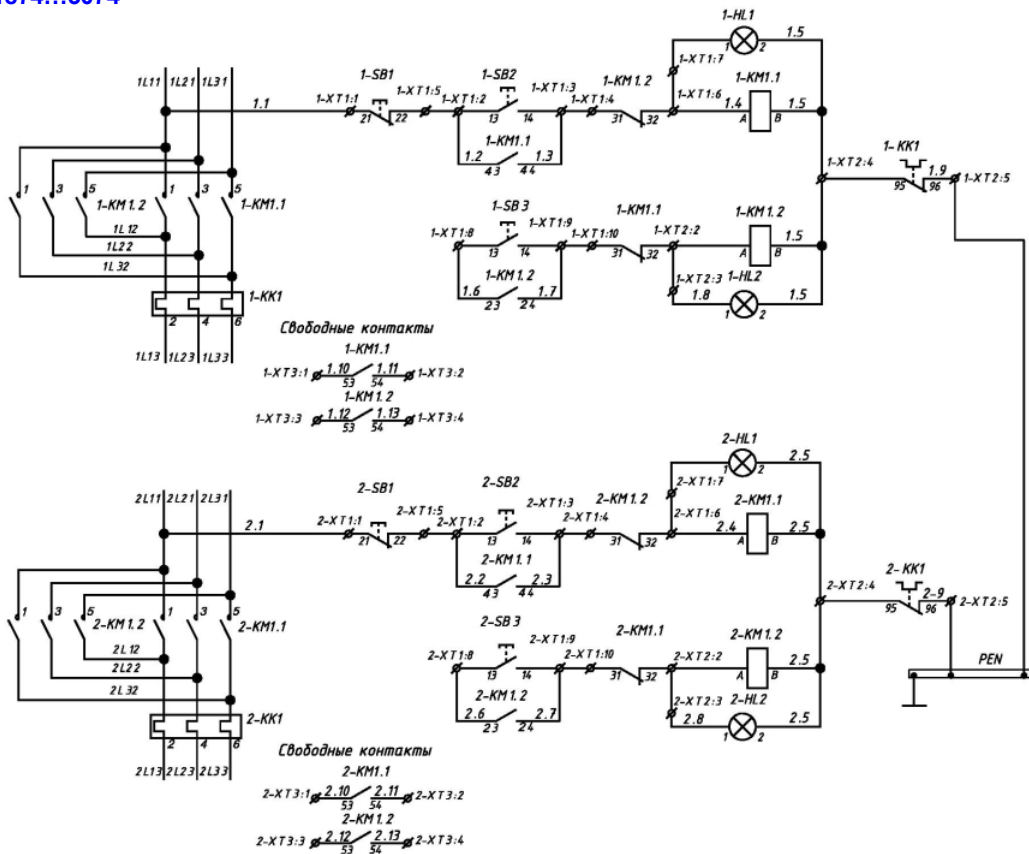 1-HL1
1 2
1.5
1L11 1L21 1L31
1-SB1
1-SB2
1-XT1:7
1-KM1.1
1.1
1-XT1:1
21 22
1-XT1:5
1-XT1:2
13 14
1-XT1:3
1-XT1:4
1-KM1.2
31 32
1-XT1:6
1.4
A B
1.5
1-KM1.1
1.2 1.3
43 44
1-XT2:4
1-KK1
95 96
1.9
1-XT2:5
1 3 5 1 3 5
1-KM1.2
1-KM1.1
1L12
1L22
1L32
1-SB3
1-XT1:8
13 14
1-XT1:9
1-XT1:10
1-KM1.1
31 32
1-XT2:2
1-KM1.2
A B
1.5
1-KM1.2
1.6 1.7
23 24
1-XT2:3
1-HL2
1.8
1 2
1.5
1-KK1
2 4 6
1L13 1L23 1L33
Свободные контакты
1-KM1.1
1-XT3:1 1.10 1.11 1-XT3:2
53 54
1-KM1.2
1-XT3:3 1.12 1.13 1-XT3:4
53 54
2-HL1
1 2
2.5
2L11 2L21 2L31
2-SB1
2-SB2
2-XT1:7
2-KM1.1
2.1
2-XT1:1
21 22
2-XT1:5
2-XT1:2
13 14
2-XT1:3
2-XT1:4
2-KM1.2
31 32
2-XT1:6
2.4
A B
2.5
2-KM1.1
2.2 2.3
43 44
2-XT2:4
2-KK1
95 96
2-9
2-XT2:5
1 3 5 1 3 5
2-KM1.2
2-KM1.1
2L12
2L22
2L32
2-SB3
2-XT1:8
13 14
2-XT1:9
2-XT1:10
2-KM1.1
31 32
2-XT2:2
2-KM1.2
A B
2.5
PEN
2-KM1.2
2.6 2.7
23 24
2-XT2:3
2-HL2
2.8
1 2
2.5
2-KK1
2 4 6
2L13 2L23 2L33
Свободные контакты
2-KM1.1
2-XT3:1 2.10 2.11 2-XT3:2
53 54
2-KM1.2
2-XT3:3 2.12 2.13 2-XT3:4
53 54